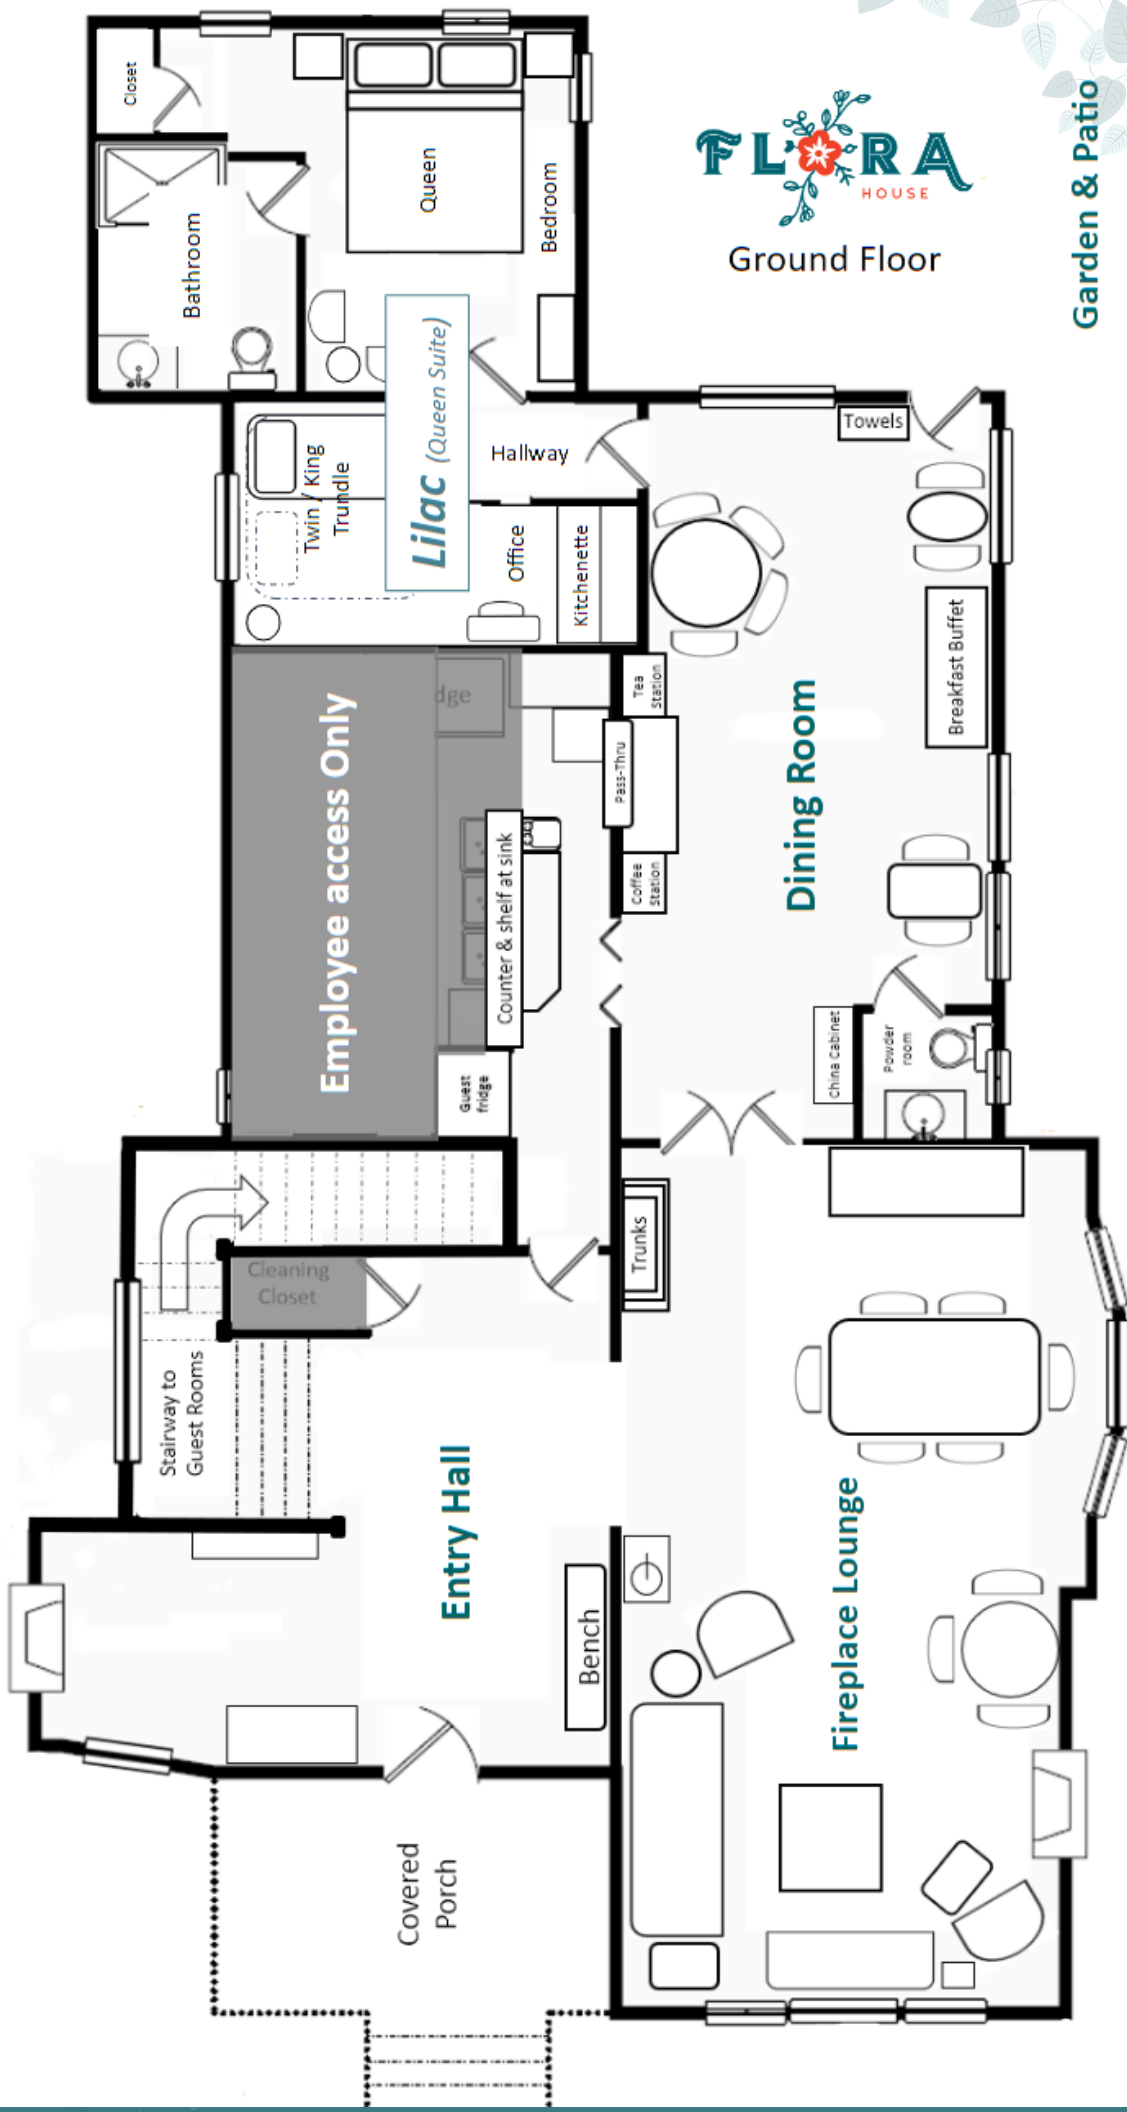 Closet
Bathroom
Queen
Bedroom
FLORA
HOUSE
Ground Floor
Garden & Patio
Lilac (Queen Suite)
Twin / King
Trundle
Hallway
Office
Kitchenette
Towels
Breakfast Buffet
Tea
Station
Pass-Thru
Coffee
Station
Dining Room
Employee access Only
dge
Counter & shelf at sink
Guest
fridge
China Cabinet
Powder
room
Trunks
Cleaning
Closet
Stairway to
Guest Rooms
Entry Hall
Bench
Fireplace Lounge
Covered
Porch